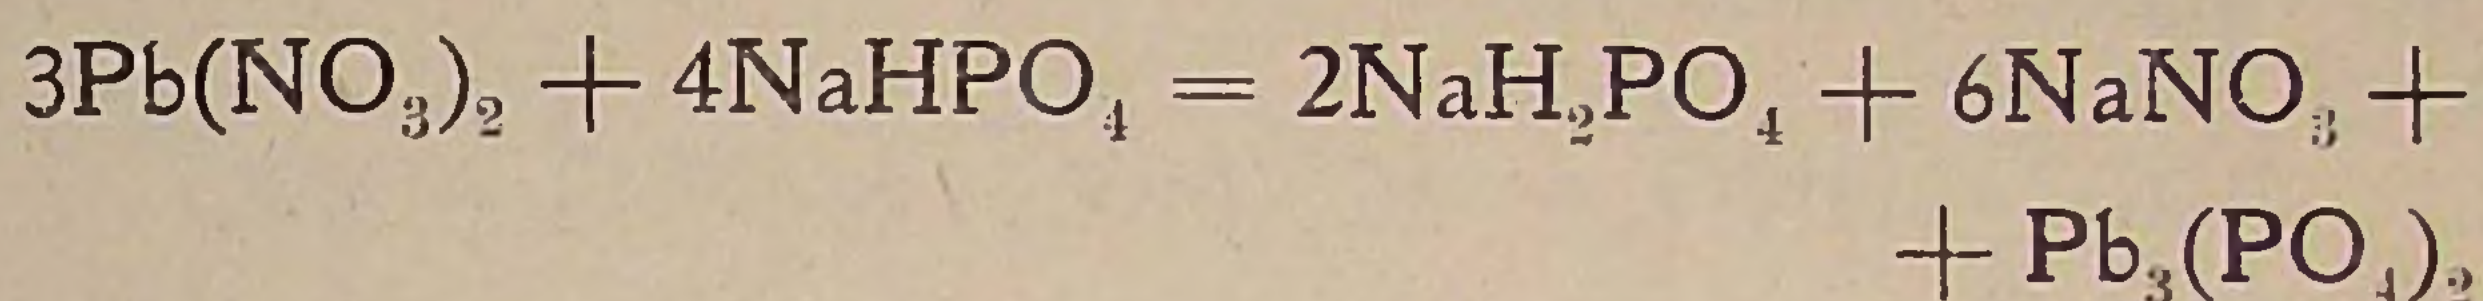 3Pb(NO₃)₂ + 4NaHPO₄ = 2NaH₂PO₄ + 6NaNO₃ +
+ Pb₃(PO₄)₂